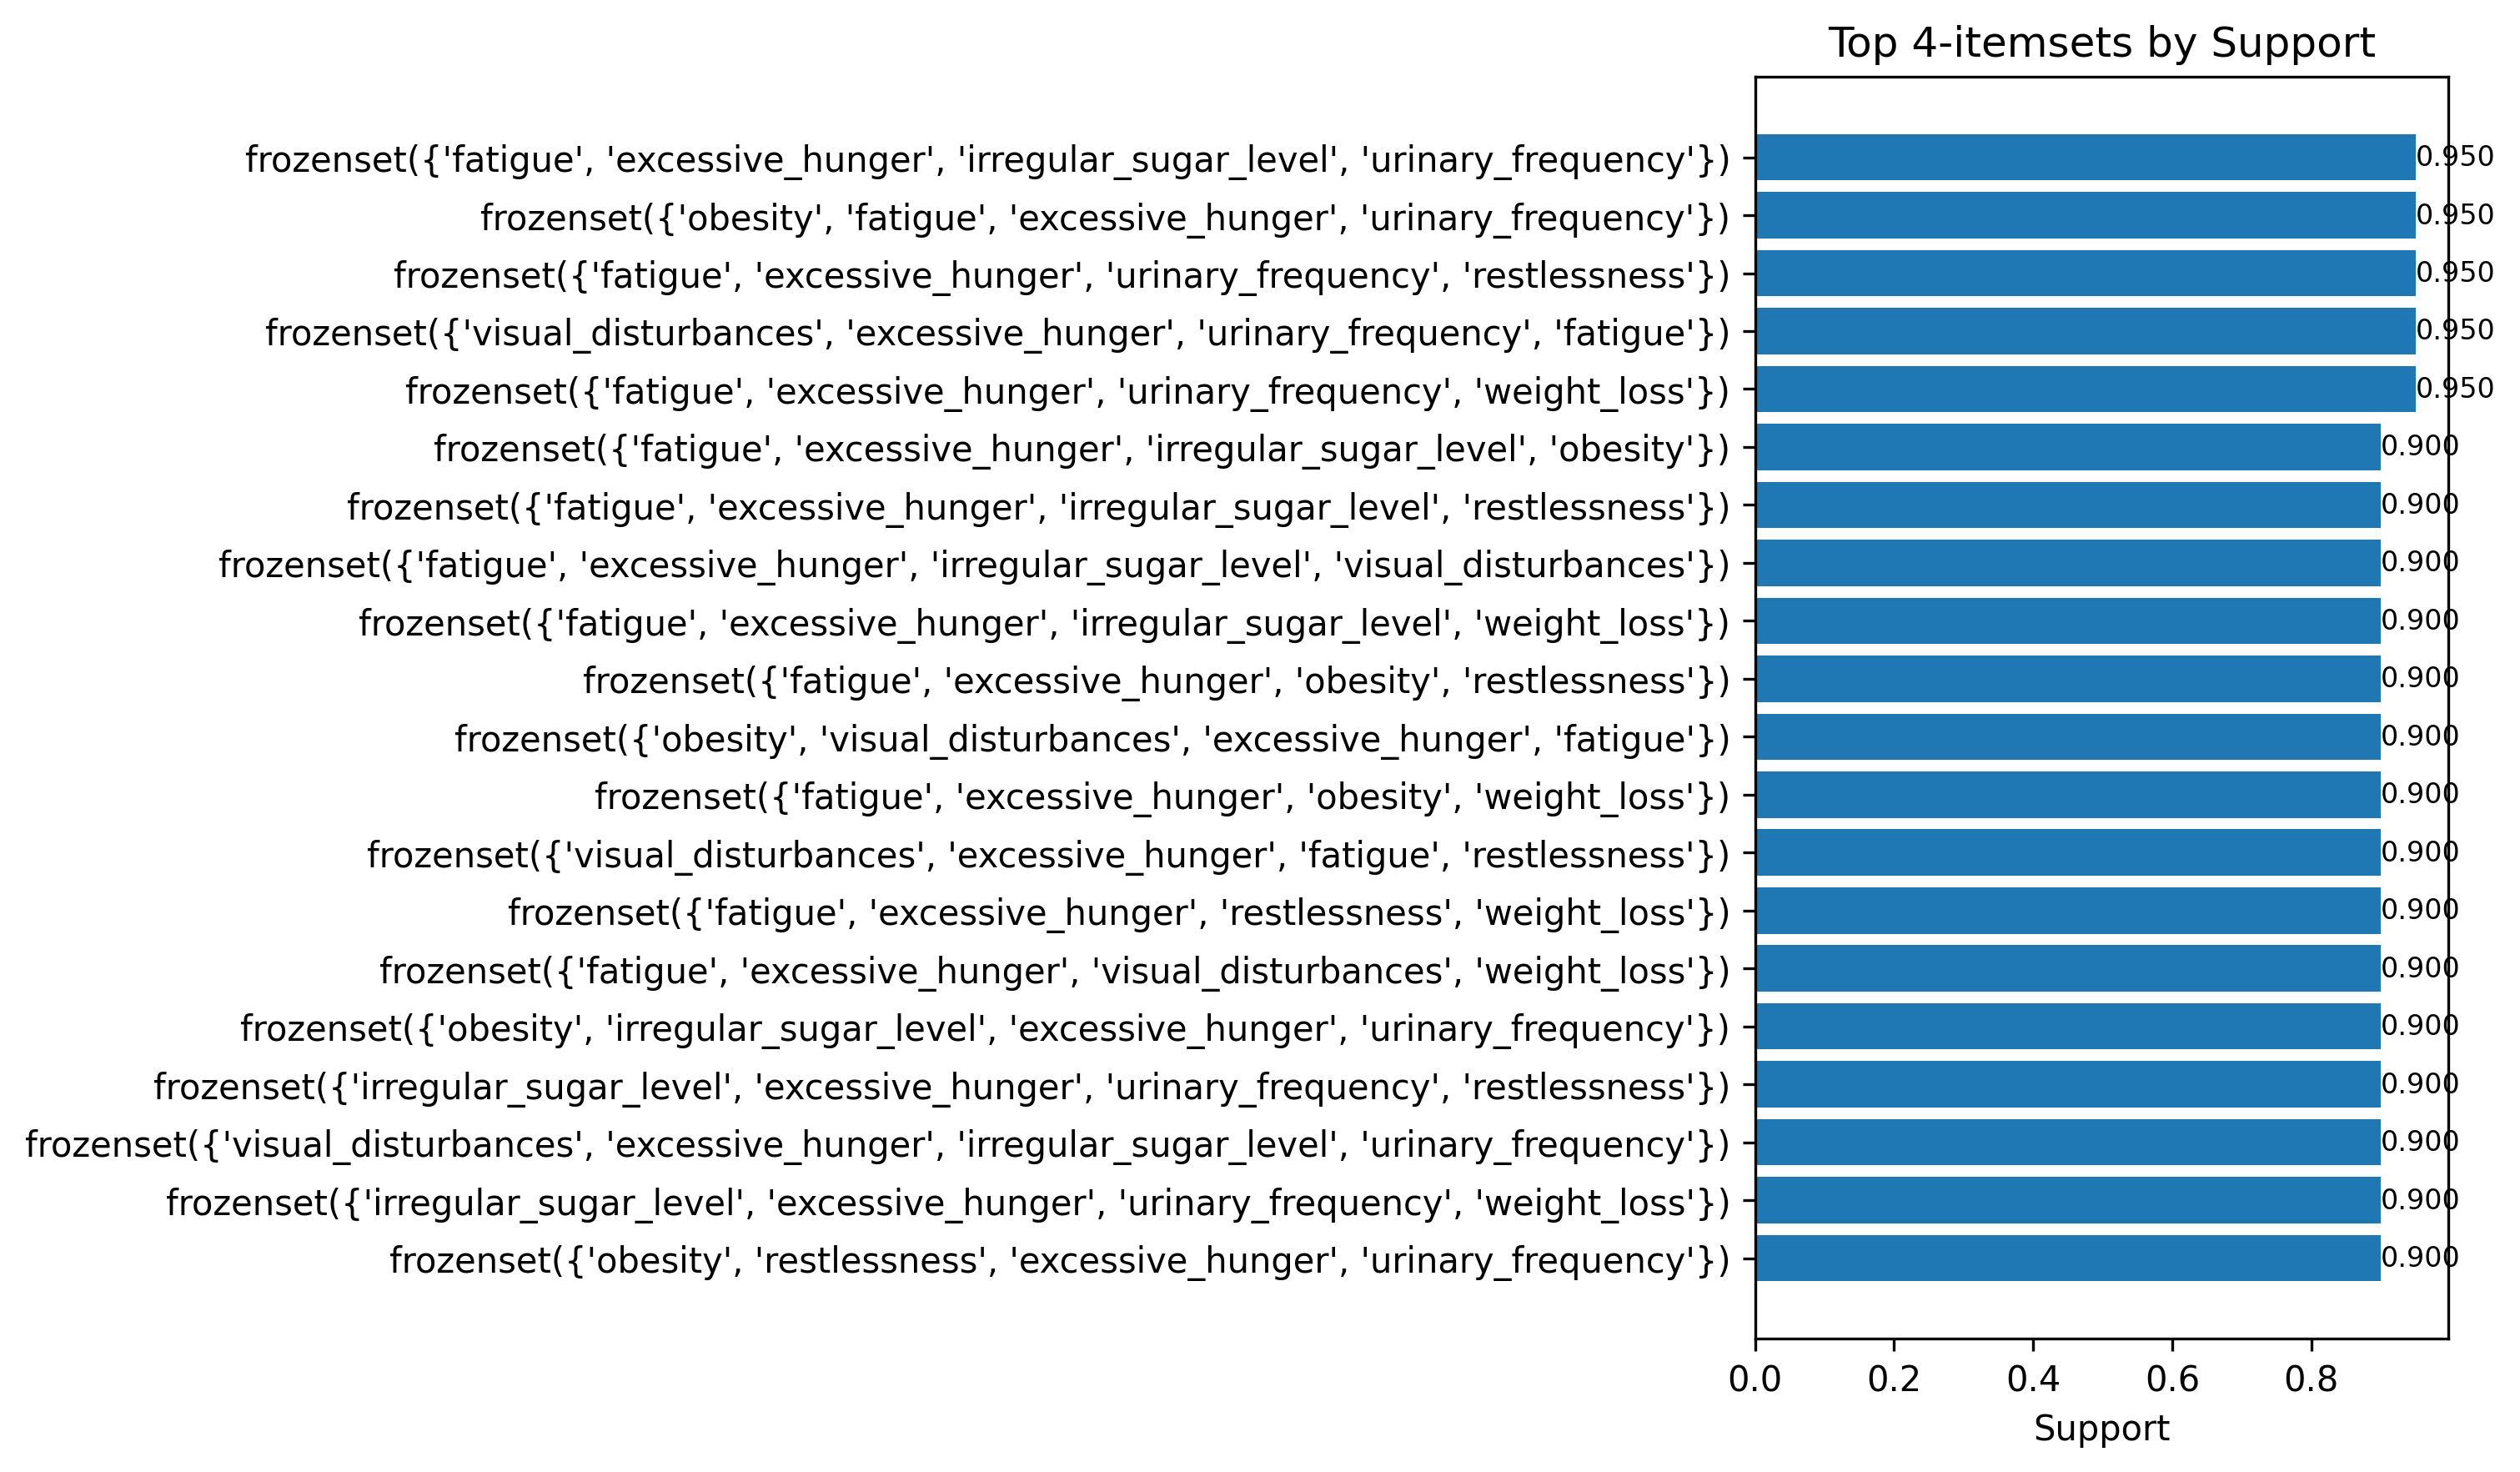 Top 4-itemsets by Support
frozenset({'fatigue', 'excessive_hunger', 'irregular_sugar_level', 'urinary_frequency'}) 0.950
frozenset({'obesity', 'fatigue', 'excessive_hunger', 'urinary_frequency'}) 0.950
frozenset({'fatigue', 'excessive_hunger', 'urinary_frequency', 'restlessness'}) 0.950
frozenset({'visual_disturbances', 'excessive_hunger', 'urinary_frequency', 'fatigue'}) 0.950
frozenset({'fatigue', 'excessive_hunger', 'urinary_frequency', 'weight_loss'}) 0.950
frozenset({'fatigue', 'excessive_hunger', 'irregular_sugar_level', 'obesity'}) 0.900
frozenset({'fatigue', 'excessive_hunger', 'irregular_sugar_level', 'restlessness'}) 0.900
frozenset({'fatigue', 'excessive_hunger', 'irregular_sugar_level', 'visual_disturbances'}) 0.900
frozenset({'fatigue', 'excessive_hunger', 'irregular_sugar_level', 'weight_loss'}) 0.900
frozenset({'fatigue', 'excessive_hunger', 'obesity', 'restlessness'}) 0.900
frozenset({'obesity', 'visual_disturbances', 'excessive_hunger', 'fatigue'}) 0.900
frozenset({'fatigue', 'excessive_hunger', 'obesity', 'weight_loss'}) 0.900
frozenset({'visual_disturbances', 'excessive_hunger', 'fatigue', 'restlessness'}) 0.900
frozenset({'fatigue', 'excessive_hunger', 'restlessness', 'weight_loss'}) 0.900
frozenset({'fatigue', 'excessive_hunger', 'visual_disturbances', 'weight_loss'}) 0.900
frozenset({'obesity', 'irregular_sugar_level', 'excessive_hunger', 'urinary_frequency'}) 0.900
frozenset({'irregular_sugar_level', 'excessive_hunger', 'urinary_frequency', 'restlessness'}) 0.900
frozenset({'visual_disturbances', 'excessive_hunger', 'irregular_sugar_level', 'urinary_frequency'}) 0.900
frozenset({'irregular_sugar_level', 'excessive_hunger', 'urinary_frequency', 'weight_loss'}) 0.900
frozenset({'obesity', 'restlessness', 'excessive_hunger', 'urinary_frequency'}) 0.900
0.0 0.2 0.4 0.6 0.8
Support